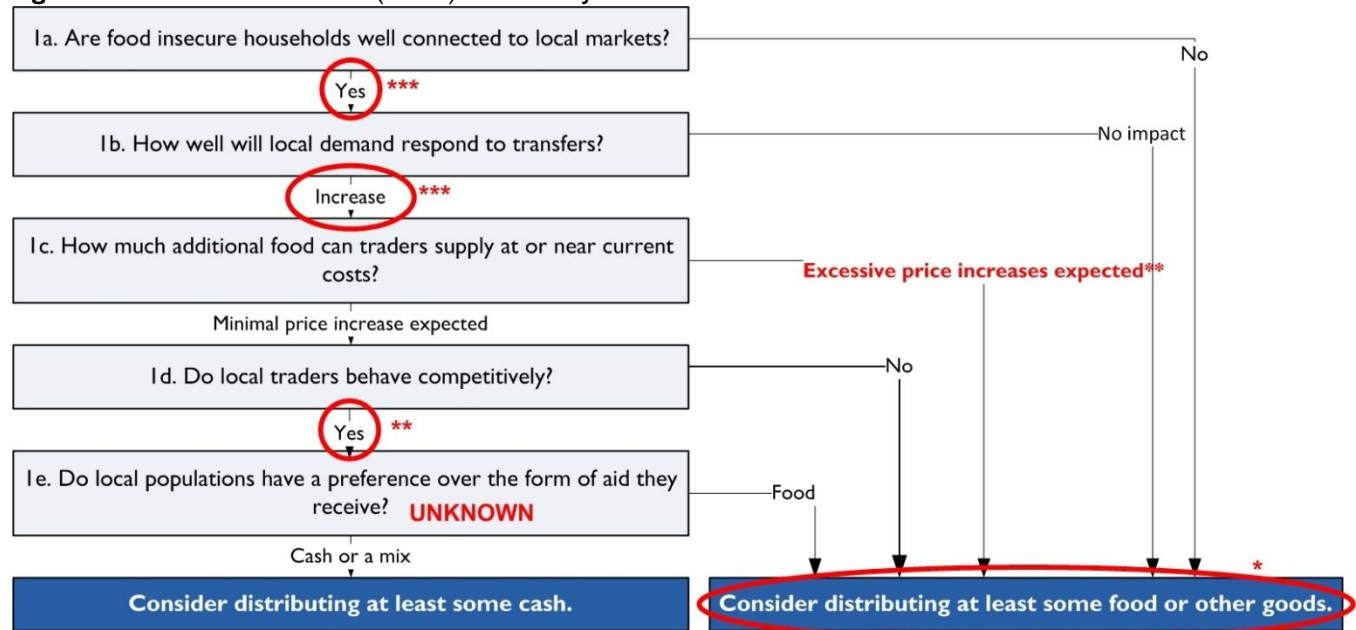 1a. Are food insecure households well connected to local markets?
No
Yes ***
1b. How well will local demand respond to transfers?
No impact
Increase ***
1c. How much additional food can traders supply at or near current
costs?
Excessive price increases expected**
Minimal price increase expected
1d. Do local traders behave competitively?
No
Yes **
1e. Do local populations have a preference over the form of aid they
receive? UNKNOWN
Food
Cash or a mix
*
Consider distributing at least some cash.
Consider distributing at least some food or other goods.